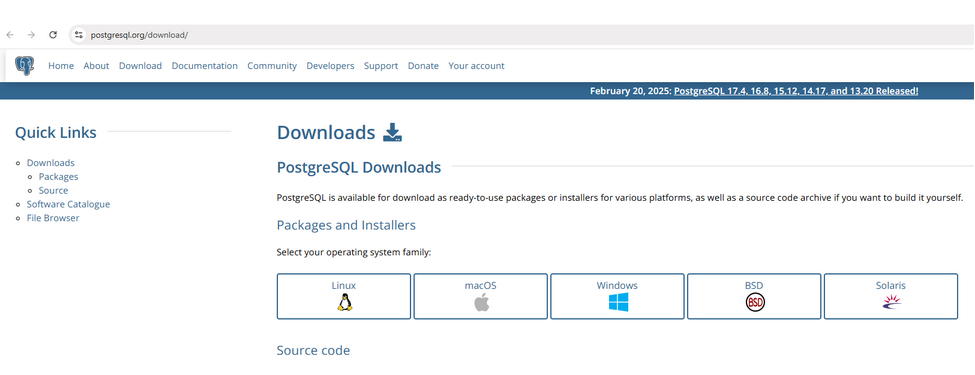 postgresql.org/download/
Home About Download Documentation Community Developers Support Donate Your account
February 20, 2025: PostgreSQL 17.4, 16.8, 15.12, 14.17, and 13.20 Released!
Quick Links
Downloads
Packages
Source
Software Catalogue
File Browser
Downloads
PostgreSQL Downloads
PostgreSQL is available for download as ready-to-use packages or installers for various platforms, as well as a source code archive if you want to build it yourself.
Packages and Installers
Select your operating system family:
Linux macOS Windows BSD Solaris
BSD
Source code